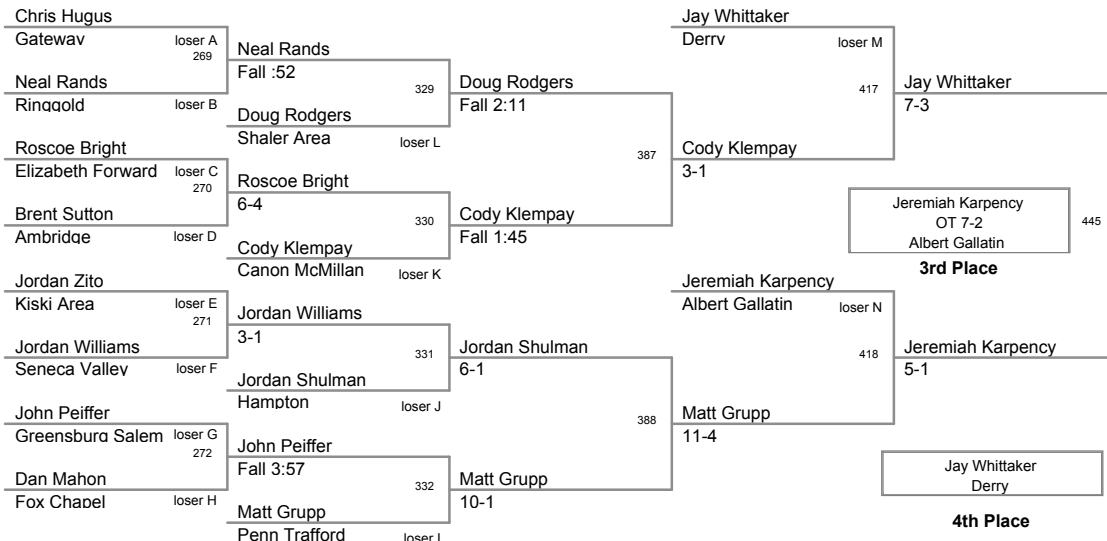 Chris Hugus
Gateway
loser A
269
Neal Rands
Ringgold
loser B
Roscoe Bright
Elizabeth Forward
loser C
270
Brent Sutton
Ambridge
loser D
Jordan Zito
Kiski Area
loser E
271
Jordan Williams
Seneca Valley
loser F
John Peiffer
Greensburg Salem
loser G
272
Dan Mahon
Fox Chapel
loser H
Neal Rands
Fall :52
329
Doug Rodgers
Shaler Area
loser L
Roscoe Bright
6-4
330
Cody Klempay
Canon McMillan
loser K
Jordan Williams
3-1
331
Jordan Shulman
Hampton
loser J
John Peiffer
Fall 3:57
332
Matt Grupp
Penn Trafford
loser I
Doug Rodgers
Fall 2:11
387
Cody Klempay
Fall 1:45
Jordan Shulman
6-1
388
Matt Grupp
10-1
Jay Whittaker
Derry
loser M
417
Cody Klempay
3-1
Jeremiah Karpency
Albert Gallatin
loser N
418
Matt Grupp
11-4
Jay Whittaker
7-3
Jeremiah Karpency
OT 7-2
Albert Gallatin
445
3rd Place
Jeremiah Karpency
5-1
Jay Whittaker
Derry
4th Place